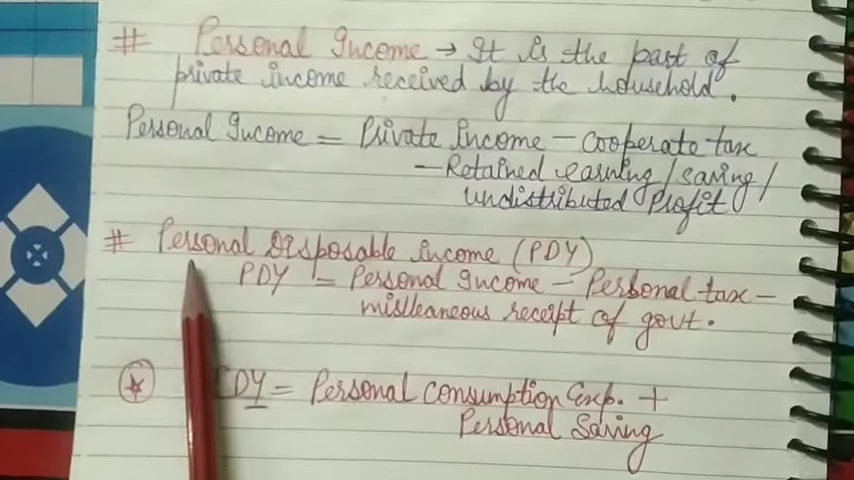 # Personal Income → It is the part of
private income received by the household.
Personal Income = Private income - Cooperate tax
- Retained earning / saving /
undistributed Profit
# Personal Disposable income (PDY)
PDY = Personal Income - Personal tax -
mislleaneous receipt of govt.
DY = Personal Consumption Exp. +
Personal Saving